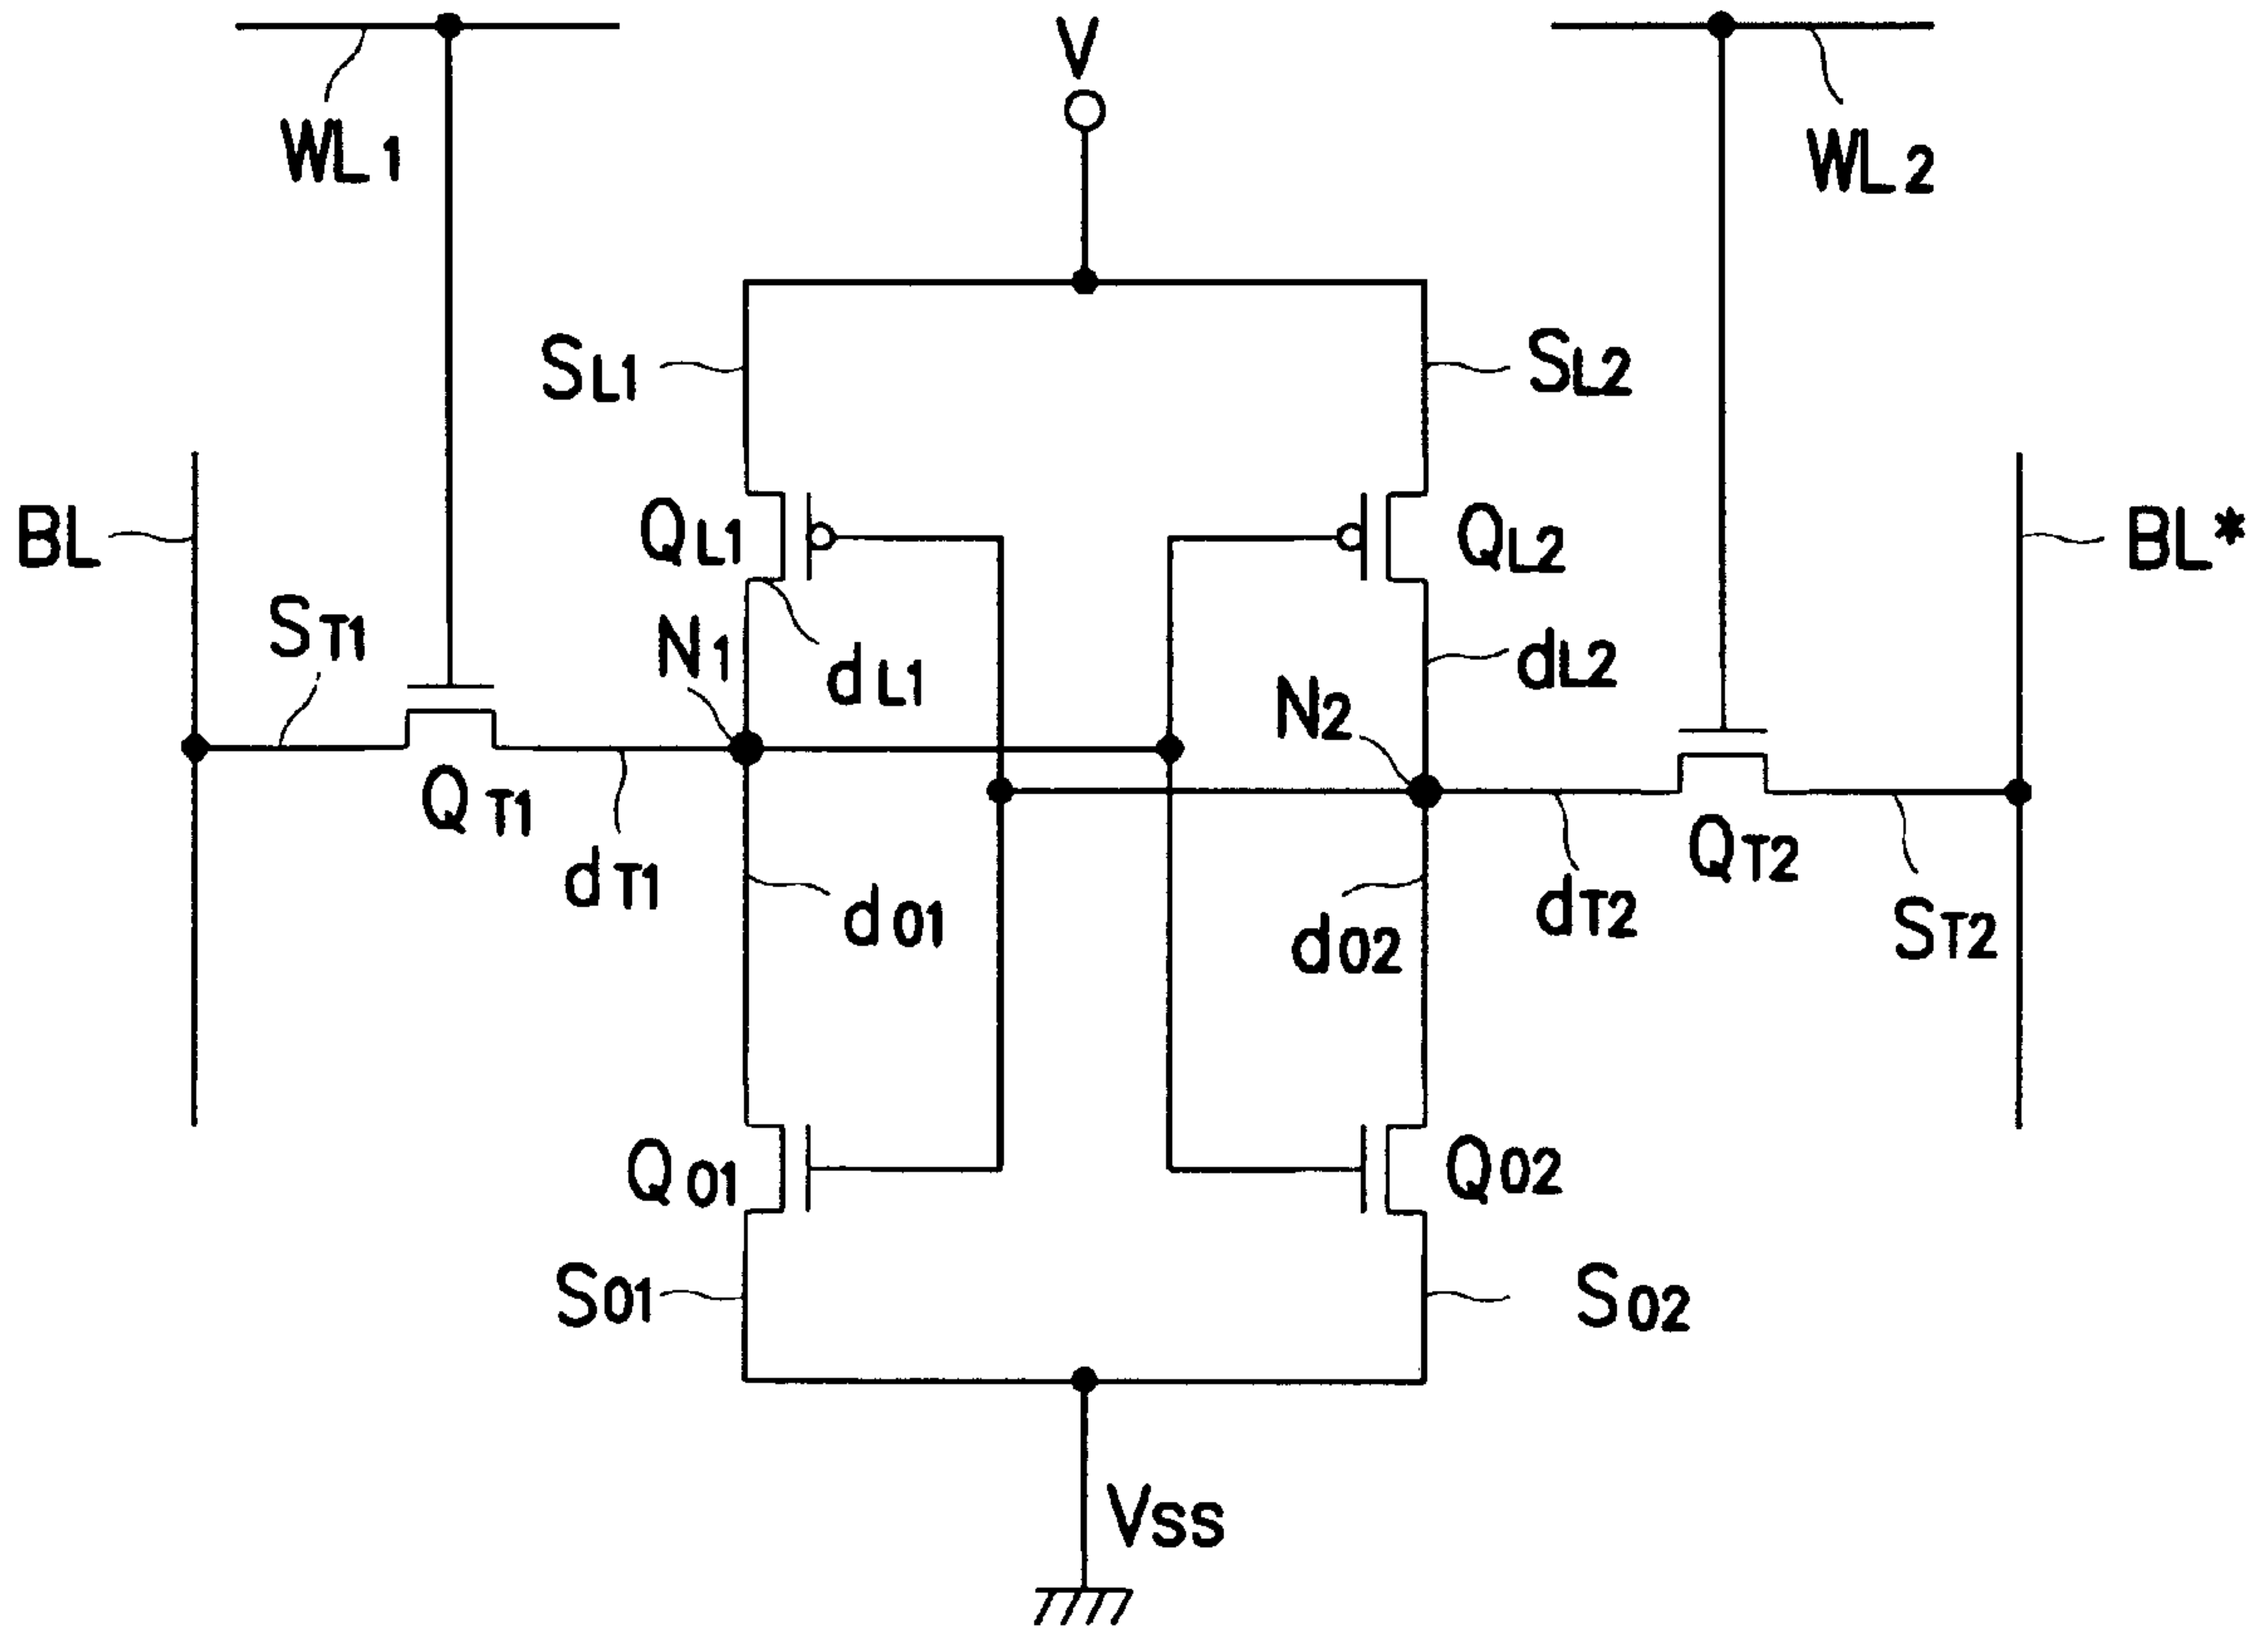 V
WL1
WL2
SL1
SL2
BL
QL1
QL2
BL*
ST1
N1
dL1
dL2
N2
QT1
QT2
dT1
d01
d02
dT2
ST2
Q01
Q02
S01
S02
VSS